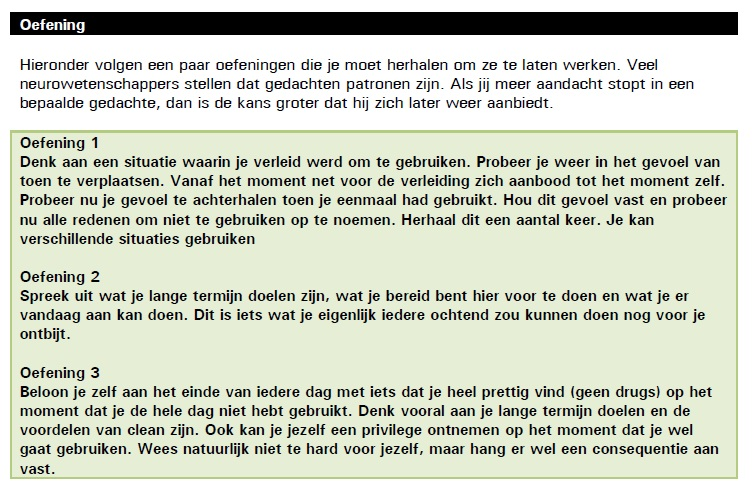 Oefening
Hieronder volgen een paar oefeningen die je moet herhalen om ze te laten werken. Veel
neurowetenschappers stellen dat gedachten patronen zijn. Als jij meer aandacht stopt in een
bepaalde gedachte, dan is de kans groter dat hij zich later weer aanbiedt.
Oefening 1
Denk aan een situatie waarin je verleid werd om te gebruiken. Probeer je weer in het gevoel van
toen te verplaatsen. Vanaf het moment net voor de verleiding zich aanbood tot het moment zelf.
Probeer nu je gevoel te achterhalen toen je eenmaal had gebruikt. Hou dit gevoel vast en probeer
nu alle redenen om niet te gebruiken op te noemen. Herhaal dit een aantal keer. Je kan
verschillende situaties gebruiken
Oefening 2
Spreek uit wat je lange termijn doelen zijn, wat je bereid bent hier voor te doen en wat je er
vandaag aan kan doen. Dit is iets wat je eigenlijk iedere ochtend zou kunnen doen nog voor je
ontbijt.
Oefening 3
Beloon je zelf aan het einde van iedere dag met iets dat je heel prettig vind (geen drugs) op het
moment dat je de hele dag niet hebt gebruikt. Denk vooral aan je lange termijn doelen en de
voordelen van clean zijn. Ook kan je jezelf een privilege ontnemen op het moment dat je wel
gaat gebruiken. Wees natuurlijk niet te hard voor jezelf, maar hang er wel een consequentie aan
vast.